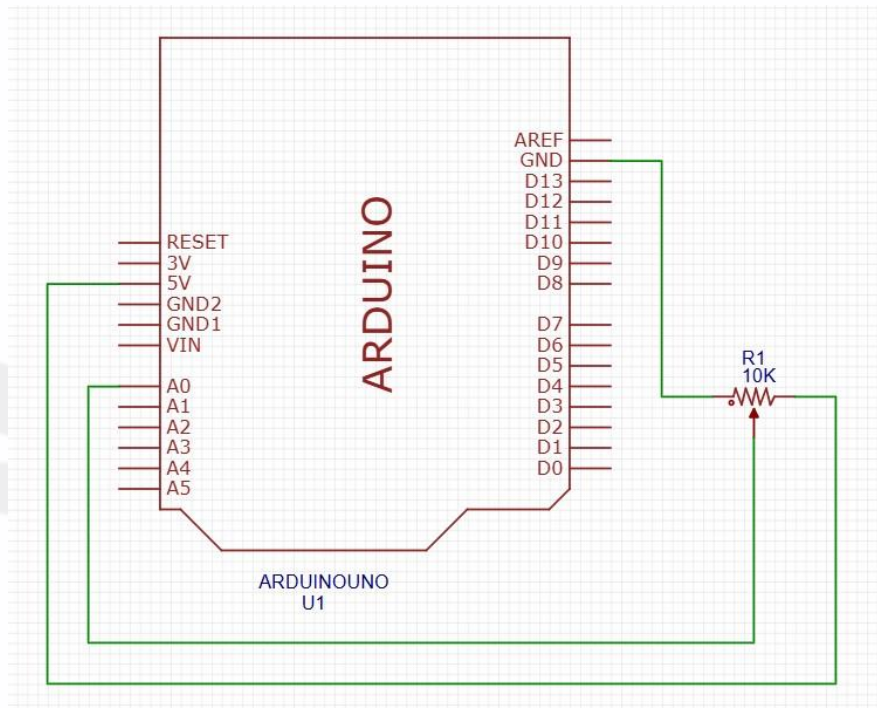 ARDUINO
RESET
3V
5V
GND2
GND1
VIN
A0
A1
A2
A3
A4
A5
AREF
GND
D13
D12
D11
D10
D9
D8
D7
D6
D5
D4
D3
D2
D1
D0
R1
10K
ARDUINOUNO
U1